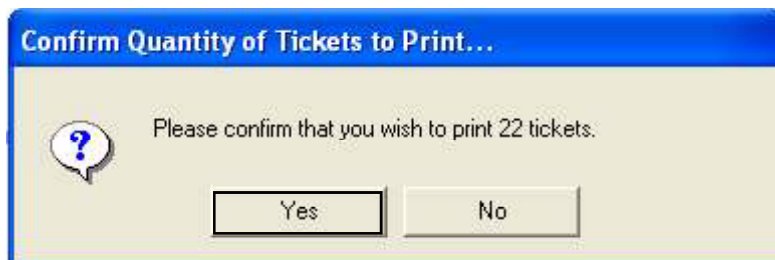 Confirm Quantity of Tickets to Print...
Please confirm that you wish to print 22 tickets.
Yes No